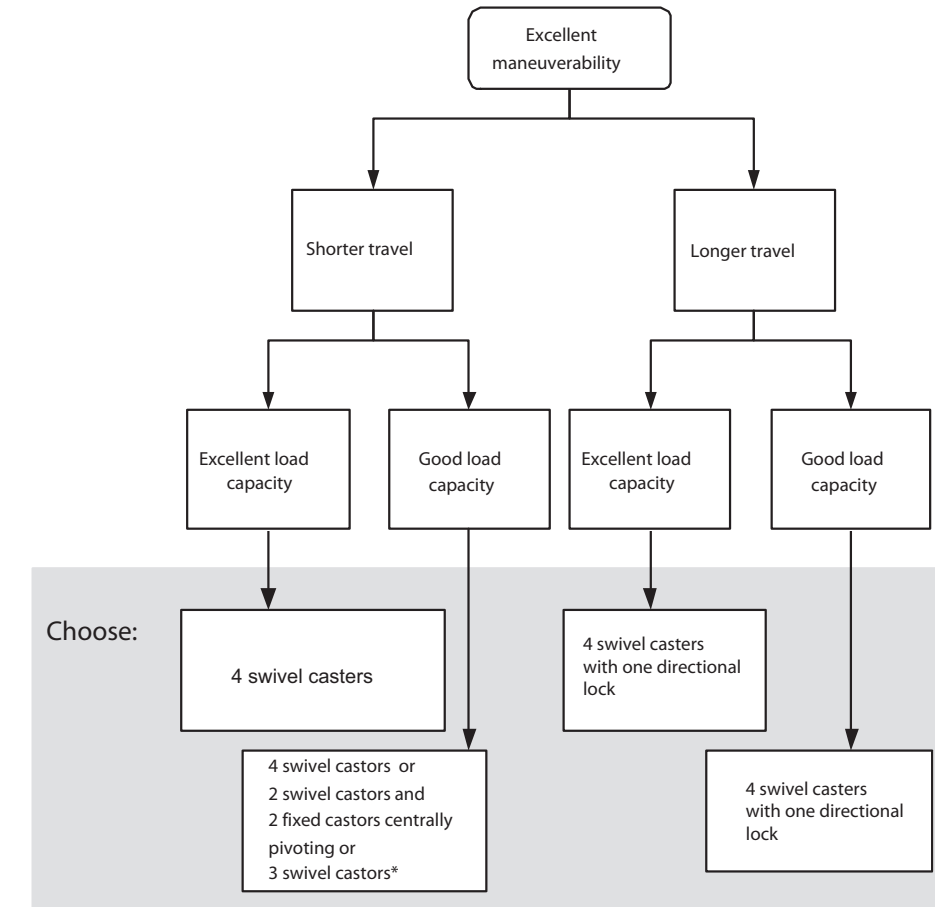 Excellent
maneuverability
Shorter travel
Longer travel
Excellent load
capacity
Good load
capacity
Excellent load
capacity
Good load
capacity
Choose:
4 swivel casters
4 swivel casters
with one directional
lock
4 swivel castors or
2 swivel castors and
2 fixed castors centrally
pivoting or
3 swivel castors*
4 swivel casters
with one directional
lock